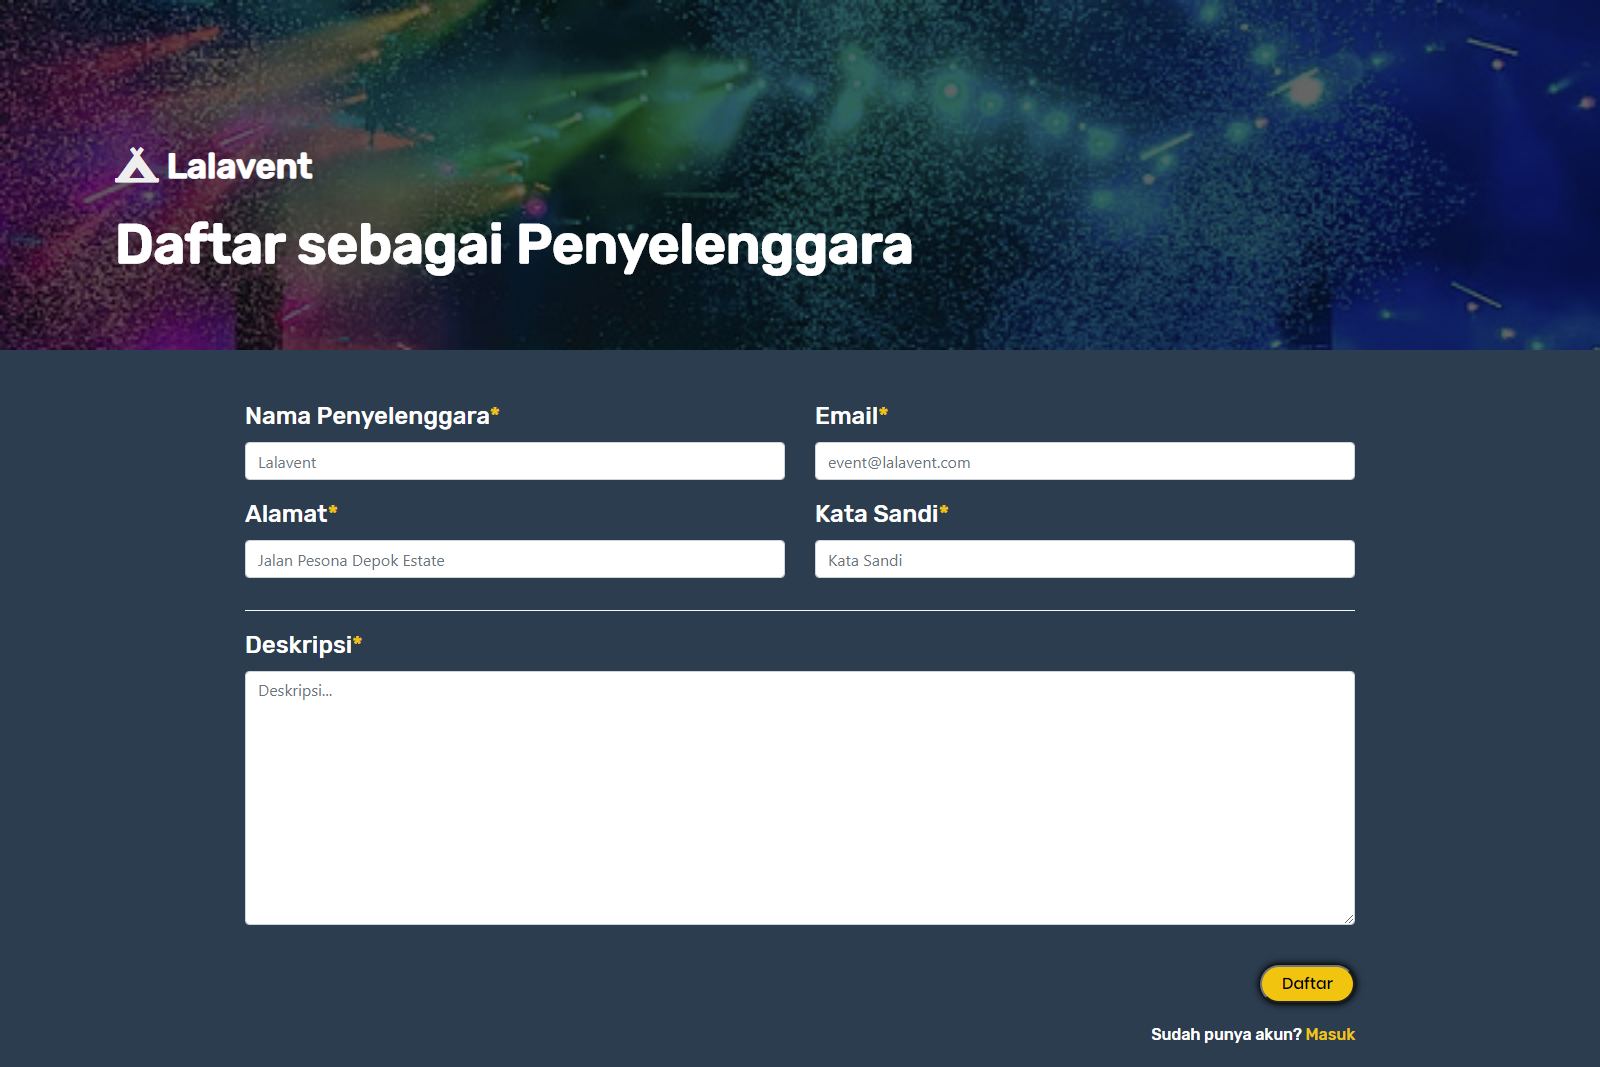 Lalavent
Daftar sebagai Penyelenggara
Nama Penyelenggara*
Lalavent
Email*
event@lalavent.com
Alamat*
Jalan Pesona Depok Estate
Kata Sandi*
Kata Sandi
Deskripsi*
Deskripsi...
Daftar
Sudah punya akun? Masuk